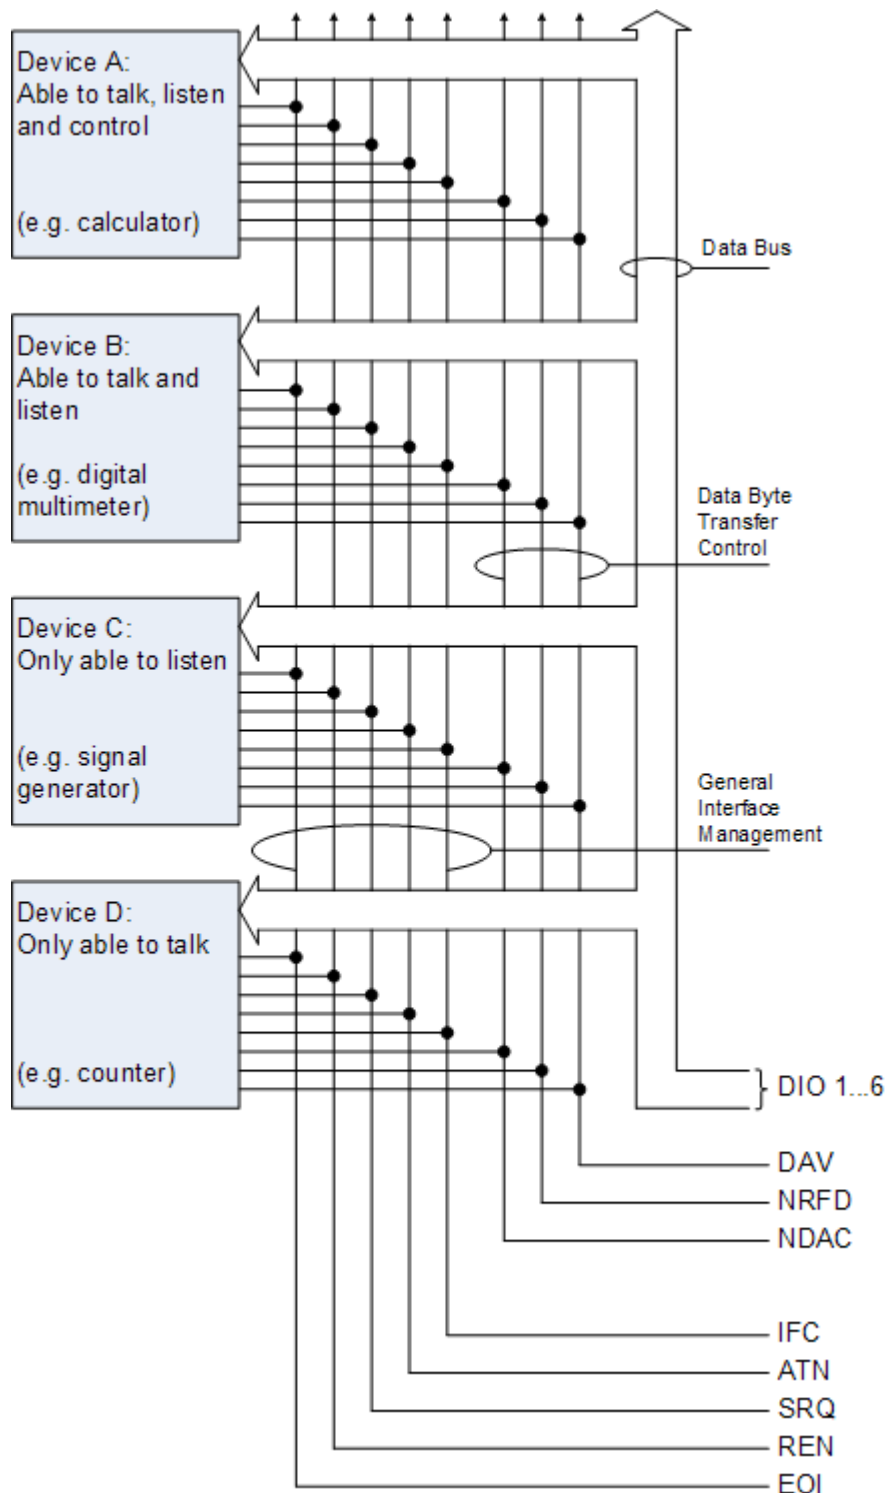 Device A:
Able to talk, listen
and control
(e.g. calculator)
Data Bus
Device B:
Able to talk and
listen
(e.g. digital
multimeter)
Data Byte
Transfer
Control
Device C:
Only able to listen
(e.g. signal
generator)
General
Interface
Management
Device D:
Only able to talk
(e.g. counter)
DIO 1...6
DAV
NRFD
NDAC
IFC
ATN
SRQ
REN
EOI